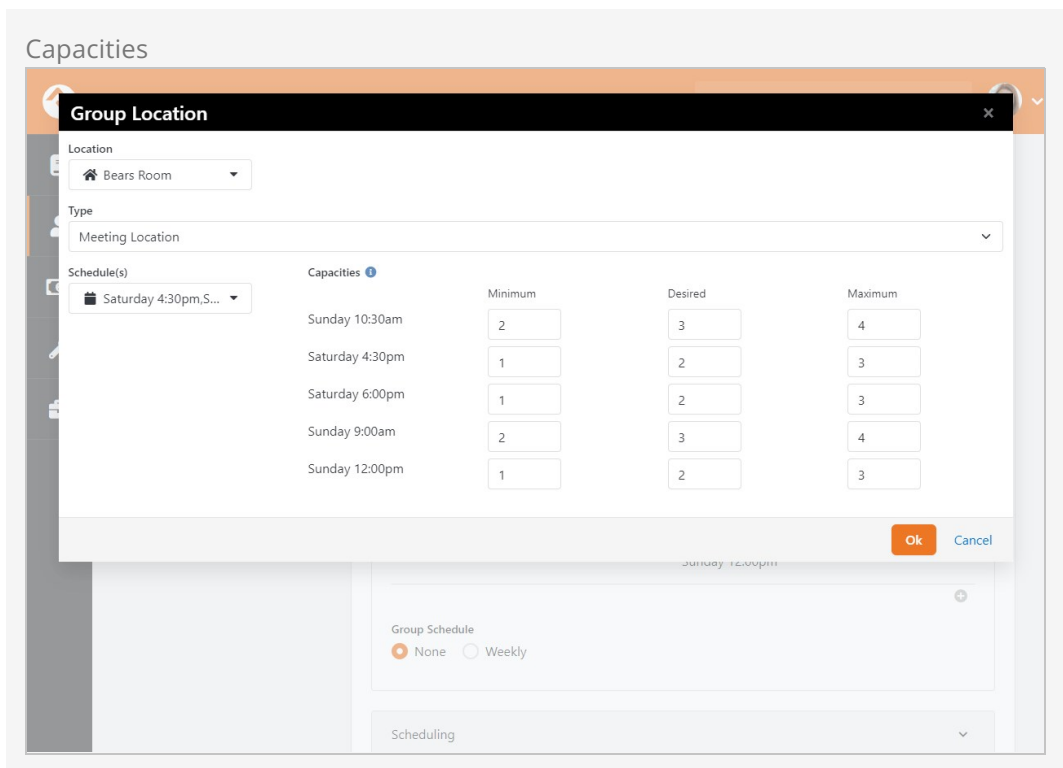 Capacities
Group Location ×
Location
Bears Room
Type
Meeting Location
Schedule(s) Capacities
Saturday 4:30pm,S...
Minimum Desired Maximum
Sunday 10:30am 2 3 4
Saturday 4:30pm 1 2 3
Saturday 6:00pm 1 2 3
Sunday 9:00am 2 3 4
Sunday 12:00pm 1 2 3
Ok Cancel
Sunday 12:00pm
Group Schedule
None Weekly
Scheduling